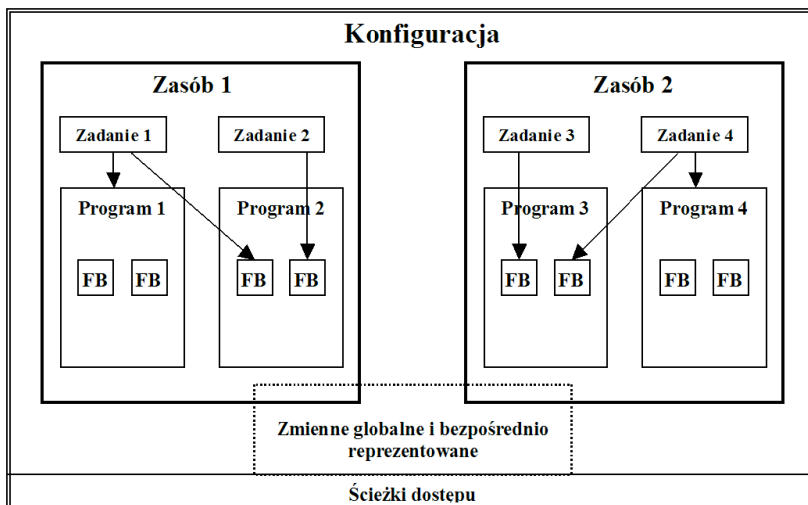 Konfiguracja
Zasób 1
Zasób 2
Zadanie 1
Zadanie 2
Zadanie 3
Zadanie 4
Program 1
Program 2
Program 3
Program 4
FB
FB
FB
FB
FB
FB
FB
FB
Zmienne globalne i bezpośrednio
reprezentowane
Ścieżki dostępu